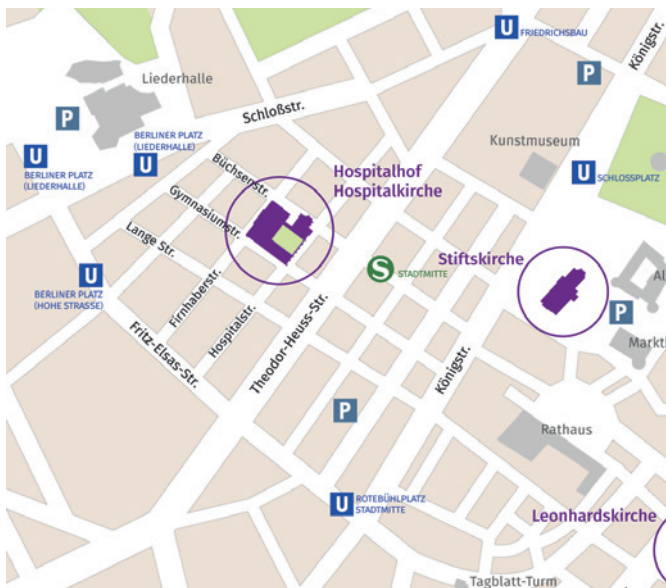 U
FRIEDRICHSBAU
Königstr.
P
Liederhalle
P
Schloßstr.
BERLINER PLATZ
(LIEDERHALLE)
U
U
BERLINER PLATZ
(LIEDERHALLE)
Kunstmuseum
U
SCHLOSSPLATZ
Büchsenstr.
Hospitalhof
Hospitalkirche
Gymnasiumstr.
Lange Str.
Stiftskirche
S
STADTMITTE
U
BERLINER PLATZ
(HOHE STRASSE)
Firnhaberstr.
Hospitalstr.
Theodor-Heuss-Str.
Fritz-Elsas-Str.
Al
P
Markth
Königstr.
P
Rathaus
U
ROTEBÜHLPLATZ
STADTMITTE
Leonhardskirche
Tagblatt-Turm